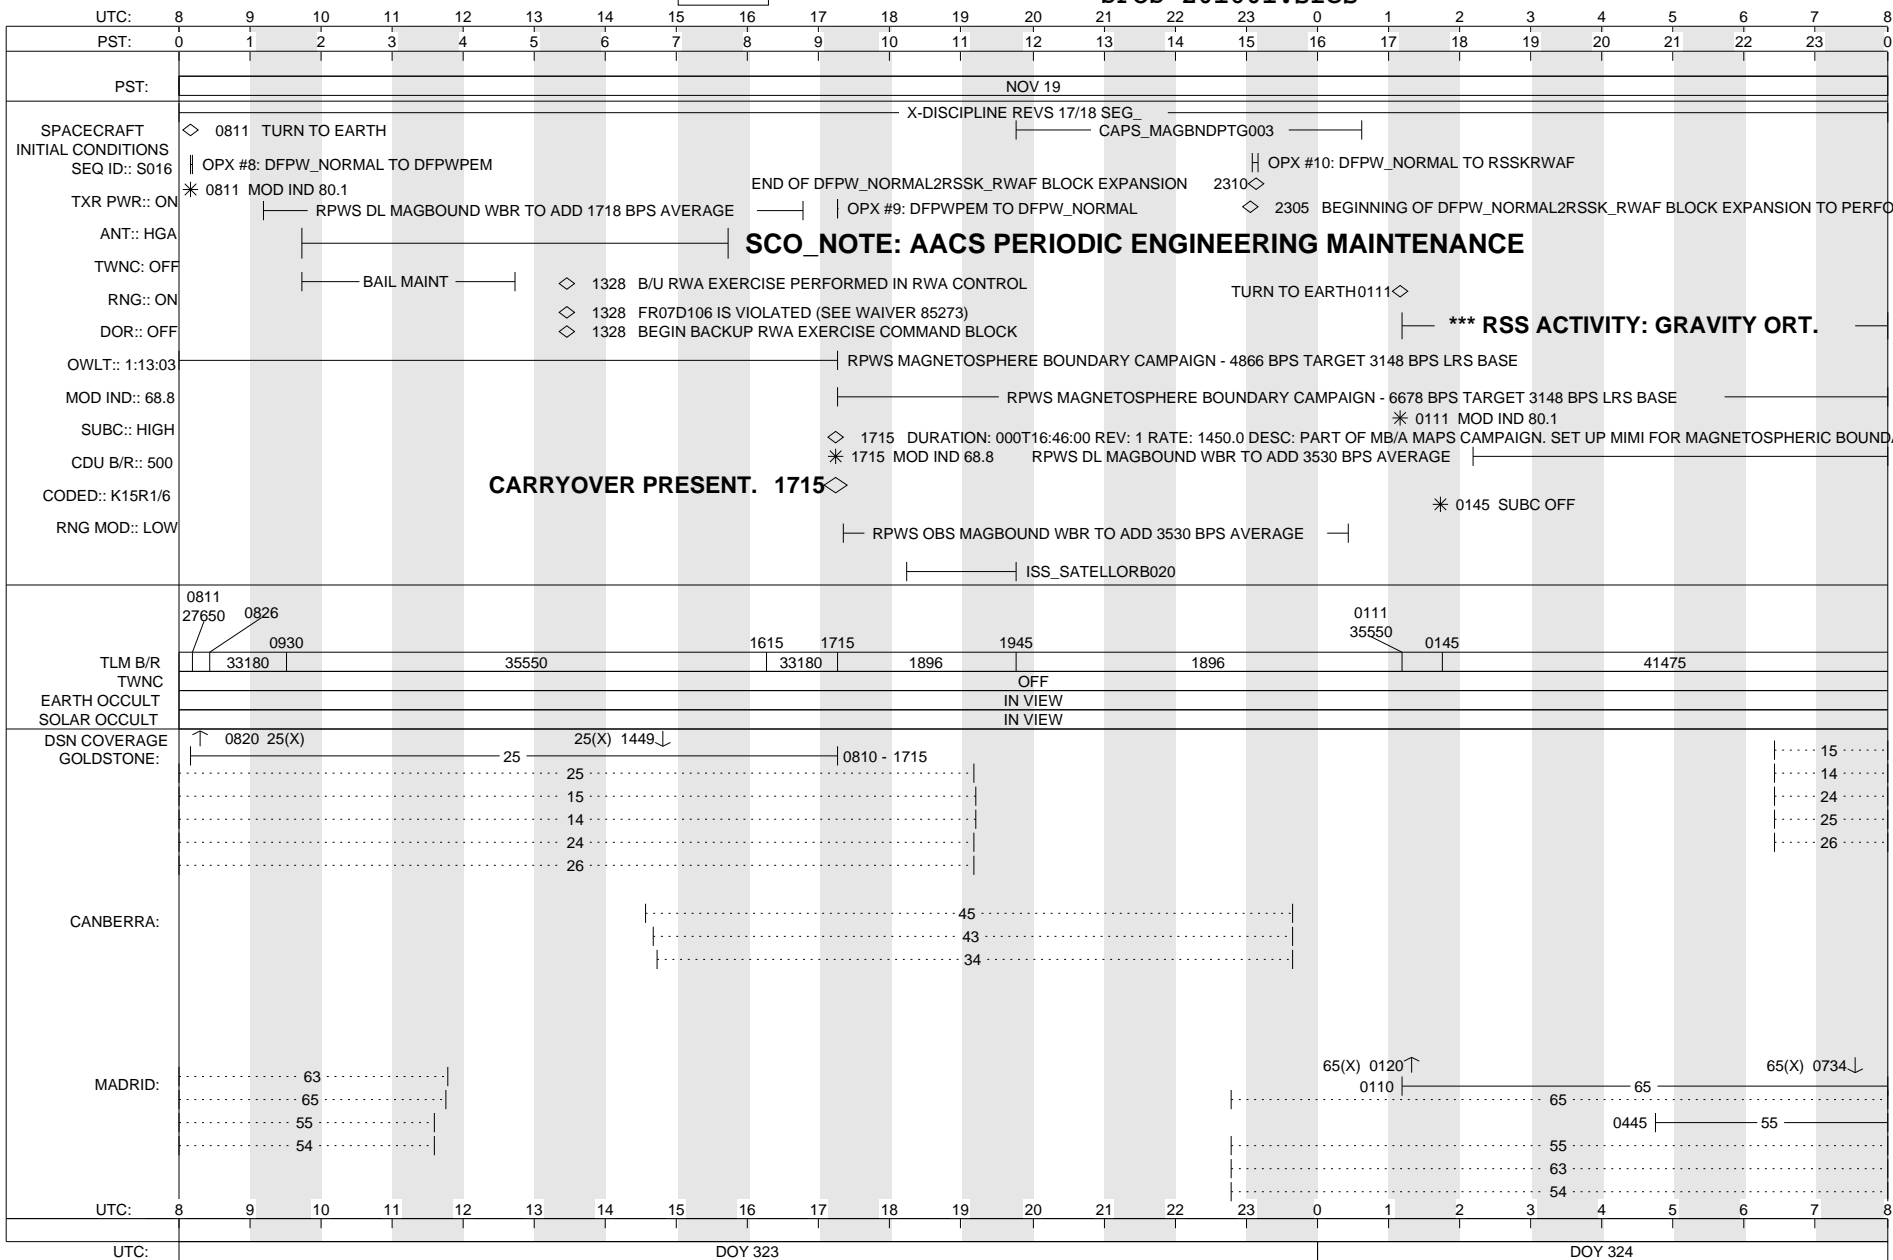 UTC: 8 9 10 11 12 13 14 15 16 17 18 19 20 21 22 23 0 1 2 3 4 5 6 7 8
PST: 0 1 2 3 4 5 6 7 8 9 10 11 12 13 14 15 16 17 18 19 20 21 22 23 0
PST: NOV 19
X-DISCIPLINE REVS 17/18 SEG_
SPACECRAFT
INITIAL CONDITIONS
0811 TURN TO EARTH
CAPS_MAGBNDPTG003
SEQ ID:: S016
OPX #8: DFPW_NORMAL TO DFPWPEM
OPX #10: DFPW_NORMAL TO RSSKRWAF
0811 MOD IND 80.1
END OF DFPW_NORMAL2RSSK_RWAF BLOCK EXPANSION 2310
TXR PWR:: ON
RPWS DL MAGBOUND WBR TO ADD 1718 BPS AVERAGE
OPX #9: DFPWPEM TO DFPW_NORMAL
2305 BEGINNING OF DFPW_NORMAL2RSSK_RWAF BLOCK EXPANSION TO PERFO
ANT:: HGA
SCO_NOTE: AACS PERIODIC ENGINEERING MAINTENANCE
TWNC: OFF
BAIL MAINT
1328 B/U RWA EXERCISE PERFORMED IN RWA CONTROL
TURN TO EARTH0111
RNG:: ON
1328 FR07D106 IS VIOLATED (SEE WAIVER 85273)
DOR:: OFF
1328 BEGIN BACKUP RWA EXERCISE COMMAND BLOCK
*** RSS ACTIVITY: GRAVITY ORT.
OWLT:: 1:13:03
RPWS MAGNETOSPHERE BOUNDARY CAMPAIGN - 4866 BPS TARGET 3148 BPS LRS BASE
MOD IND:: 68.8
RPWS MAGNETOSPHERE BOUNDARY CAMPAIGN - 6678 BPS TARGET 3148 BPS LRS BASE
0111 MOD IND 80.1
SUBC:: HIGH
1715 DURATION: 000T16:46:00 REV: 1 RATE: 1450.0 DESC: PART OF MB/A MAPS CAMPAIGN. SET UP MIMI FOR MAGNETOSPHERIC BOUNDA
CDU B/R:: 500
1715 MOD IND 68.8
RPWS DL MAGBOUND WBR TO ADD 3530 BPS AVERAGE
CARRYOVER PRESENT. 1715
CODED:: K15R1/6
0145 SUBC OFF
RNG MOD:: LOW
RPWS OBS MAGBOUND WBR TO ADD 3530 BPS AVERAGE
ISS_SATELLORB020
0811
27650
0826
0930
1615
1715
1945
0111
35550
0145
TLM B/R 33180 35550 33180 1896 1896 41475
TWNC OFF
EARTH OCCULT IN VIEW
SOLAR OCCULT IN VIEW
DSN COVERAGE
0820 25(X)
25(X) 1449
GOLDSTONE:
25
0810 - 1715
15
25
14
15
24
14
25
24
26
26
CANBERRA:
45
43
34
65(X) 0120
65(X) 0734
MADRID:
63
0110
65
65
65
55
0445
55
54
55
63
54
UTC: 8 9 10 11 12 13 14 15 16 17 18 19 20 21 22 23 0 1 2 3 4 5 6 7 8
UTC: DOY 323 DOY 324